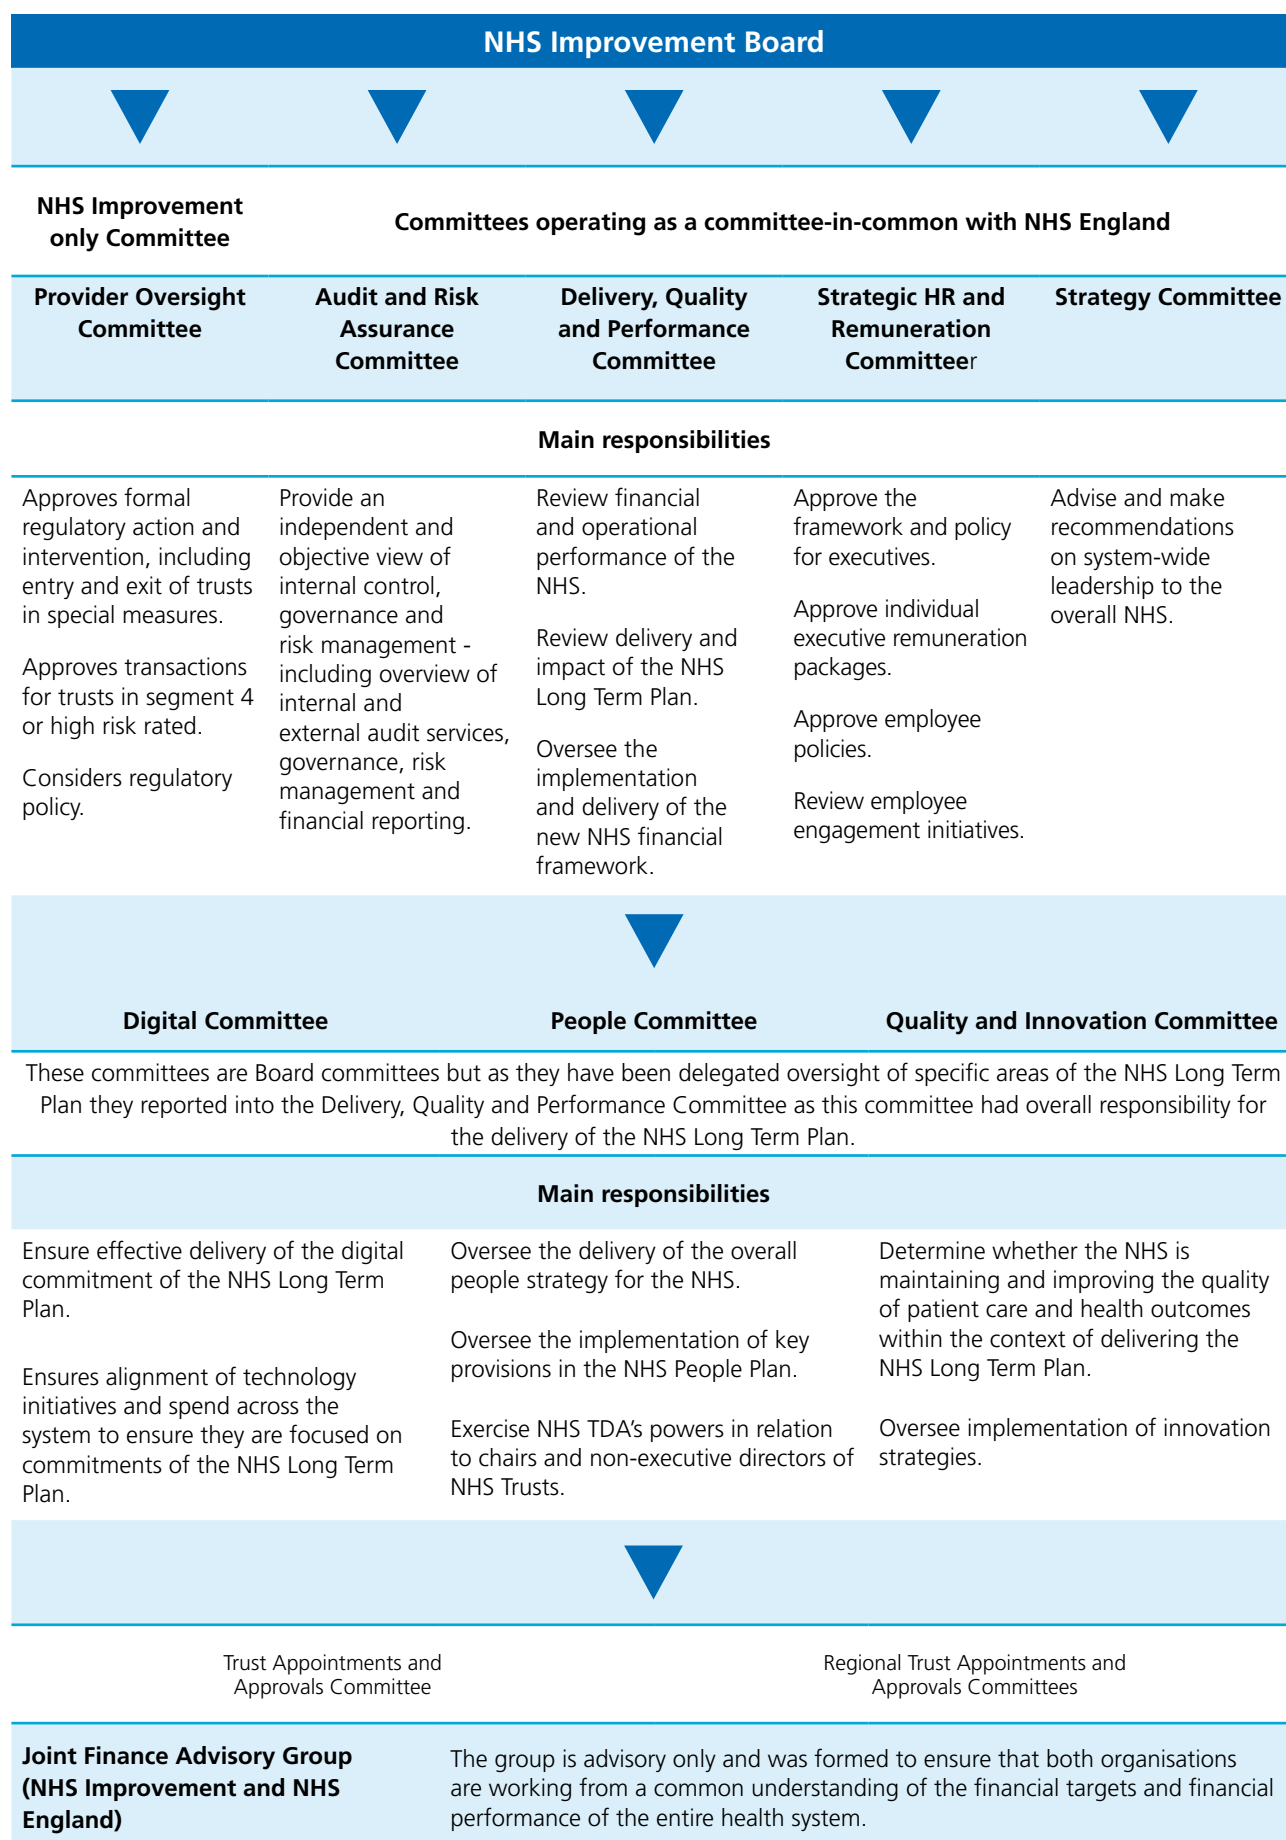 NHS Improvement Board
NHS Improvement
only Committee
Committees operating as a committee-in-common with NHS England
Provider Oversight
Committee
Audit and Risk
Assurance
Committee
Delivery, Quality
and Performance
Committee
Strategic HR and
Remuneration
Committeer
Strategy Committee
Main responsibilities
Approves formal
regulatory action and
intervention, including
entry and exit of trusts
in special measures.
Approves transactions
for trusts in segment 4
or high risk rated.
Considers regulatory
policy.
Provide an
independent and
objective view of
internal control,
governance and
risk management -
including overview of
internal and
external audit services,
governance, risk
management and
financial reporting.
Review financial
and operational
performance of the
NHS.
Review delivery and
impact of the NHS
Long Term Plan.
Oversee the
implementation
and delivery of the
new NHS financial
framework.
Approve the
framework and policy
for executives.
Approve individual
executive remuneration
packages.
Approve employee
policies.
Review employee
engagement initiatives.
Advise and make
recommendations
on system-wide
leadership to the
overall NHS.
Digital Committee
People Committee
Quality and Innovation Committee
These committees are Board committees but as they have been delegated oversight of specific areas of the NHS Long Term
Plan they reported into the Delivery, Quality and Performance Committee as this committee had overall responsibility for
the delivery of the NHS Long Term Plan.
Main responsibilities
Ensure effective delivery of the digital
commitment of the NHS Long Term
Plan.
Ensures alignment of technology
initiatives and spend across the
system to ensure they are focused on
commitments of the NHS Long Term
Plan.
Oversee the delivery of the overall
people strategy for the NHS.
Oversee the implementation of key
provisions in the NHS People Plan.
Exercise NHS TDA's powers in relation
to chairs and non-executive directors of
NHS Trusts.
Determine whether the NHS is
maintaining and improving the quality
of patient care and health outcomes
within the context of delivering the
NHS Long Term Plan.
Oversee implementation of innovation
strategies.
Trust Appointments and
Approvals Committee
Regional Trust Appointments and
Approvals Committees
Joint Finance Advisory Group
(NHS Improvement and NHS
England)
The group is advisory only and was formed to ensure that both organisations
are working from a common understanding of the financial targets and financial
performance of the entire health system.